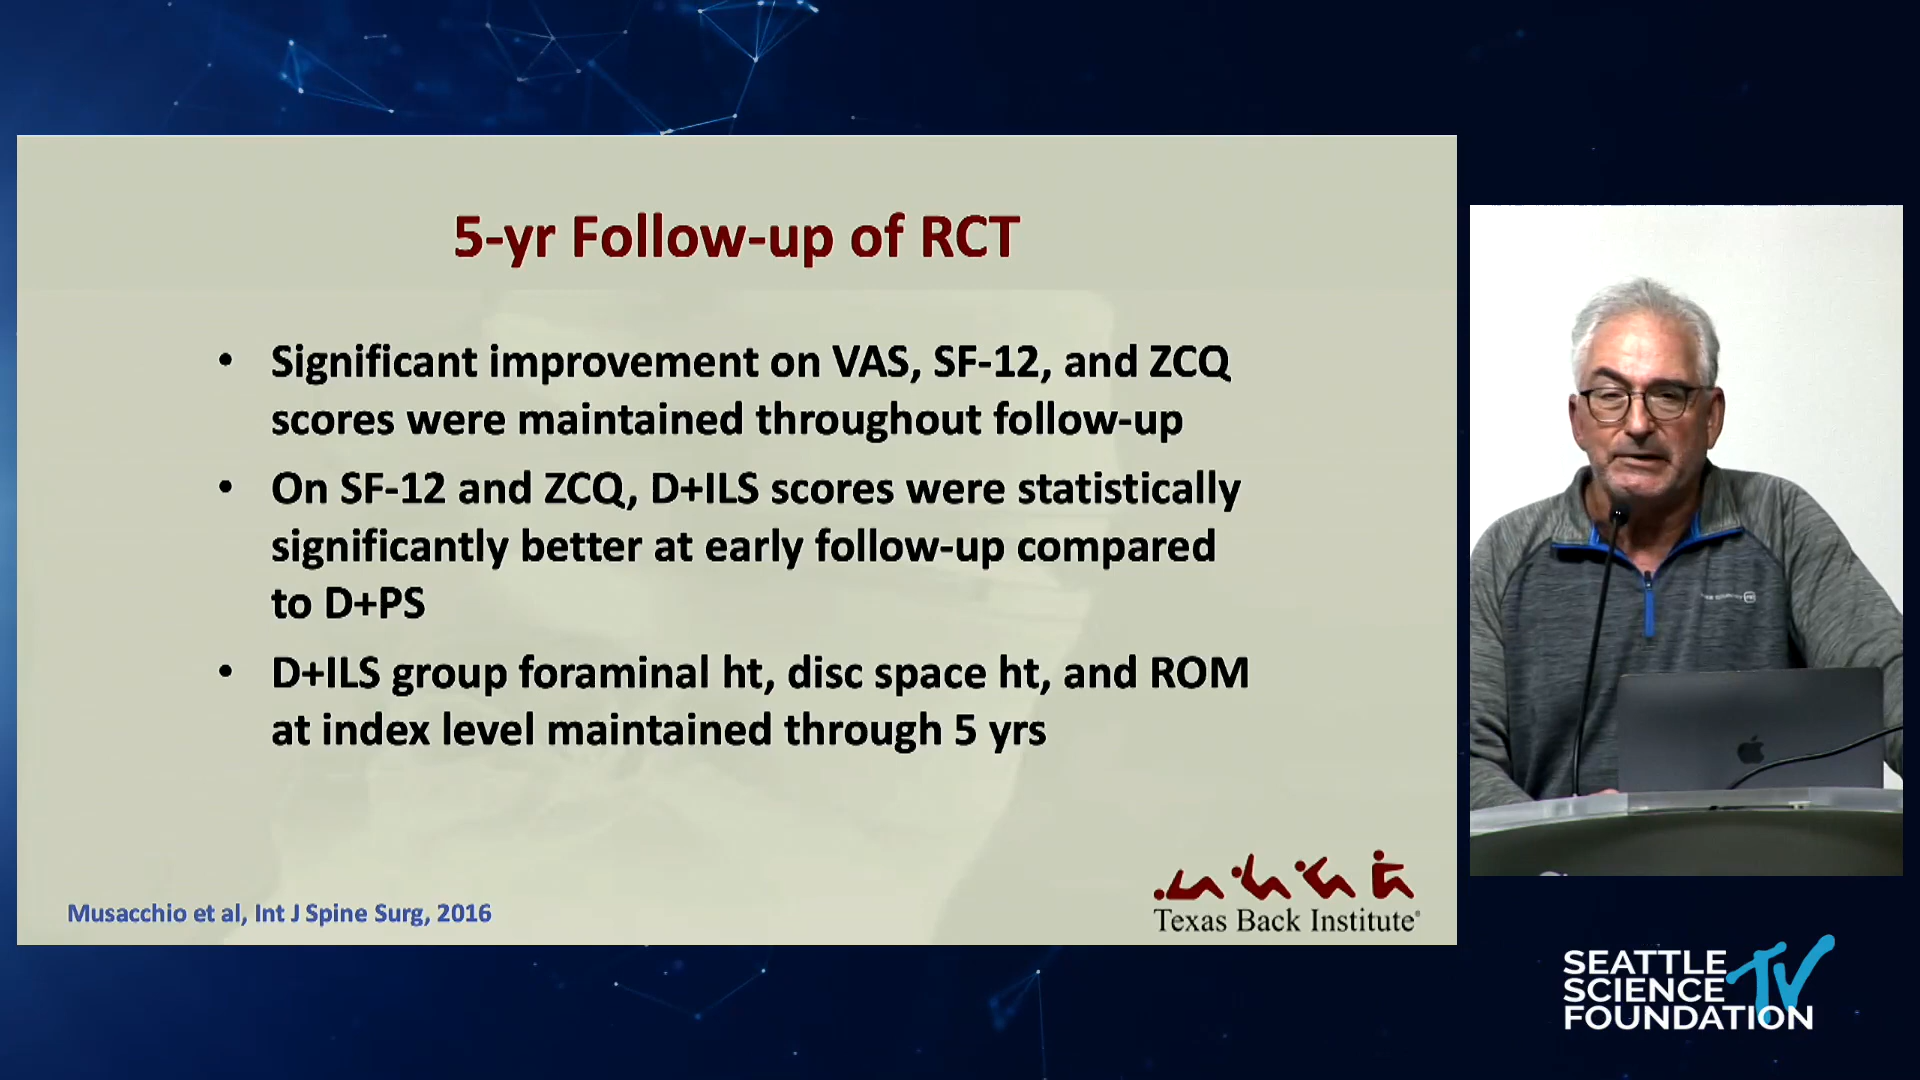 5-yr Follow-up of RCT
• Significant improvement on VAS, SF-12, and ZCQ
scores were maintained throughout follow-up
• On SF-12 and ZCQ, D+ILS scores were statistically
significantly better at early follow-up compared
to D+PS
• D+ILS group foraminal ht, disc space ht, and ROM
at index level maintained through 5 yrs
Musacchio et al, Int J Spine Surg, 2016
Texas Back Institute®
SEATTLE
SCIENCE
FOUNDATION
TV